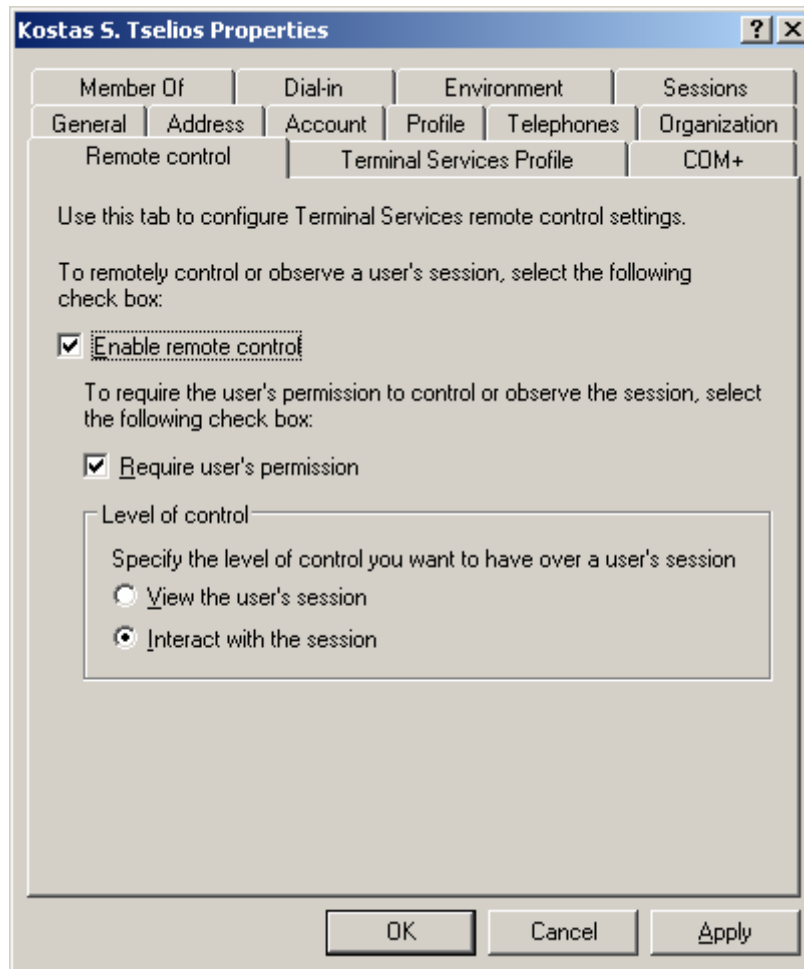 Kostas S. Tselios Properties
Member Of Dial-in Environment Sessions
General Address Account Profile Telephones Organization
Remote control Terminal Services Profile COM+
Use this tab to configure Terminal Services remote control settings.
To remotely control or observe a user's session, select the following
check box:
Enable remote control
To require the user's permission to control or observe the session, select
the following check box:
Require user's permission
Level of control
Specify the level of control you want to have over a user's session
View the user's session
Interact with the session
OK Cancel Apply